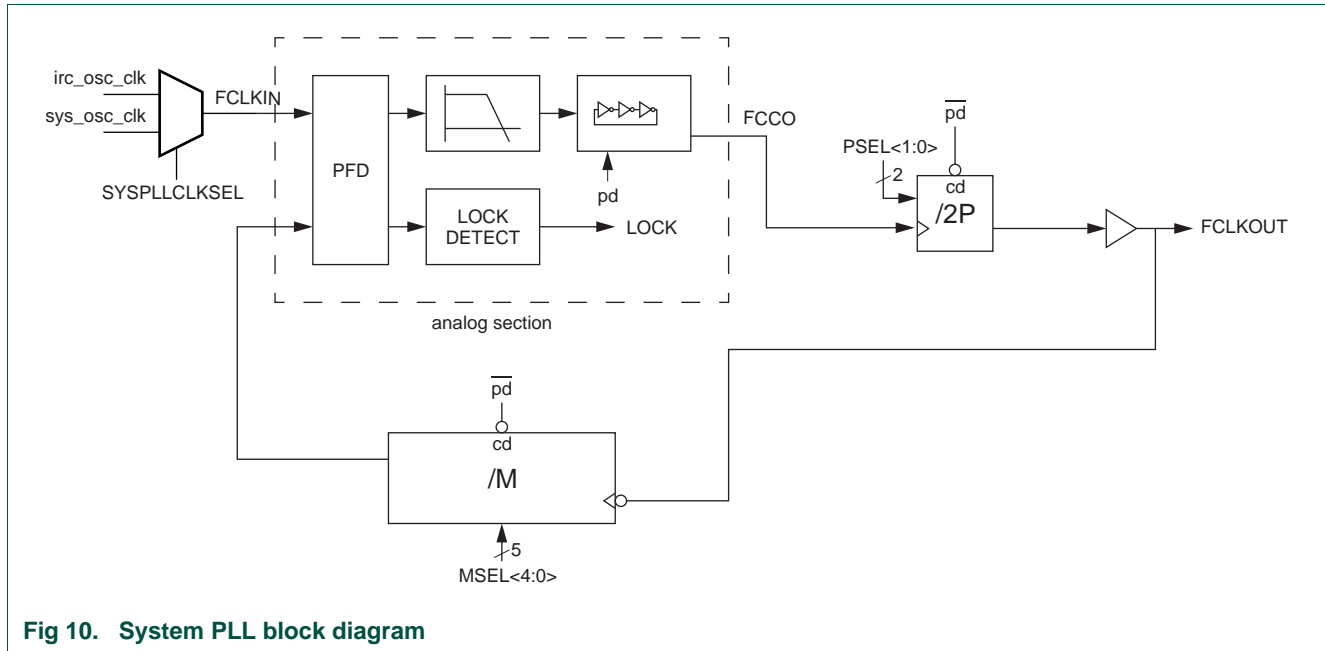 irc_osc_clk
sys_osc_clk
FCLKIN
SYSPLLCLKSEL
PFD
LOCK
DETECT
LOCK
pd
FCCO
analog section
PSEL<1:0>
2
pd
cd
/2P
FCLKOUT
pd
cd
/M
5
MSEL<4:0>
Fig 10. System PLL block diagram